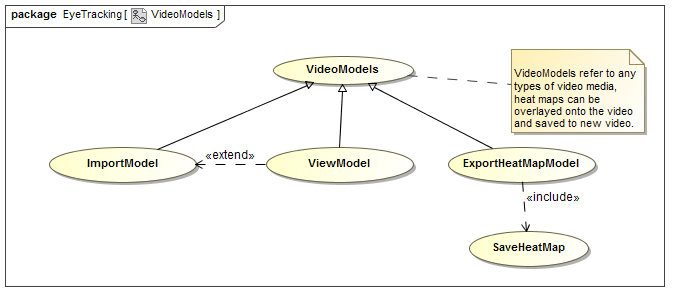 package EyeTracking [ VideoModels ]
VideoModels
VideoModels refer to any
types of video media,
heat maps can be
overlayed onto the video
and saved to new video.
ImportModel
«extend»
ViewModel
ExportHeatMapModel
«include»
SaveHeatMap